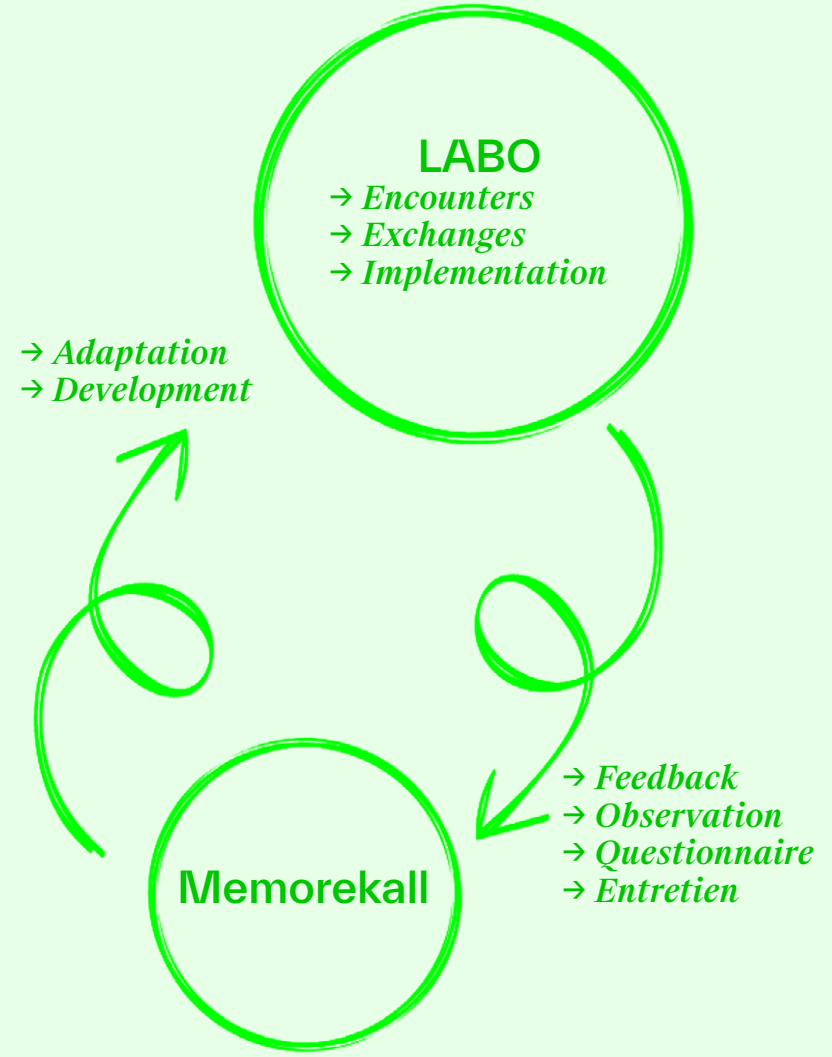 LABO
→ Encounters
→ Exchanges
→ Implementation
→ Adaptation
→ Development
→ Feedback
→ Observation
→ Questionnaire
→ Entretien
Memorekall